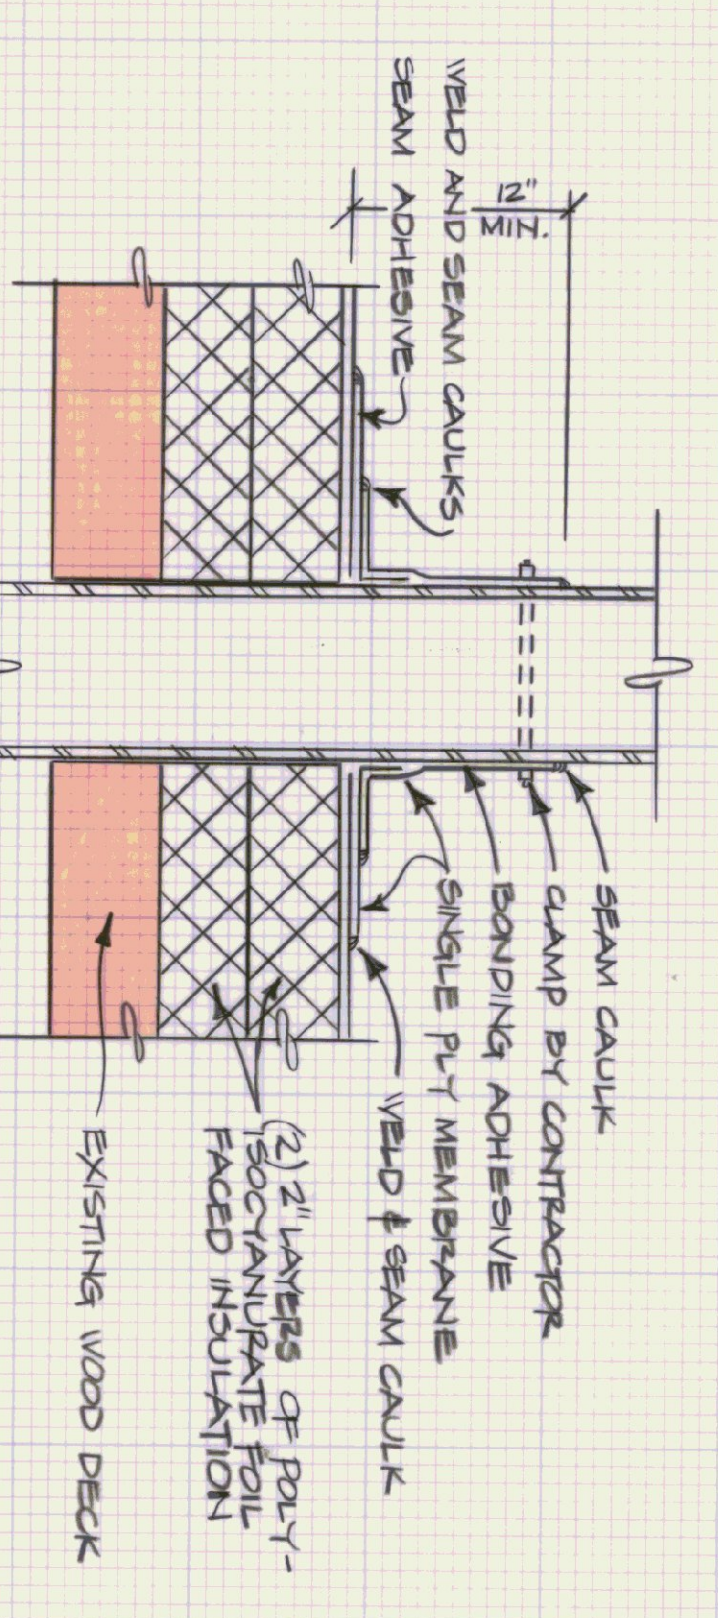 12"
MIN.
WELD AND SEAM CAULKS
SEAM ADHESIVE
SEAM CAULK
CLAMP BY CONTRACTOR
BONDING ADHESIVE
SINGLE PLY MEMBRANE
WELD & SEAM CAULK
(2) 2" LAYERS OF POLY-
ISOCYANURATE FOIL
FACED INSULATION
EXISTING WOOD DECK